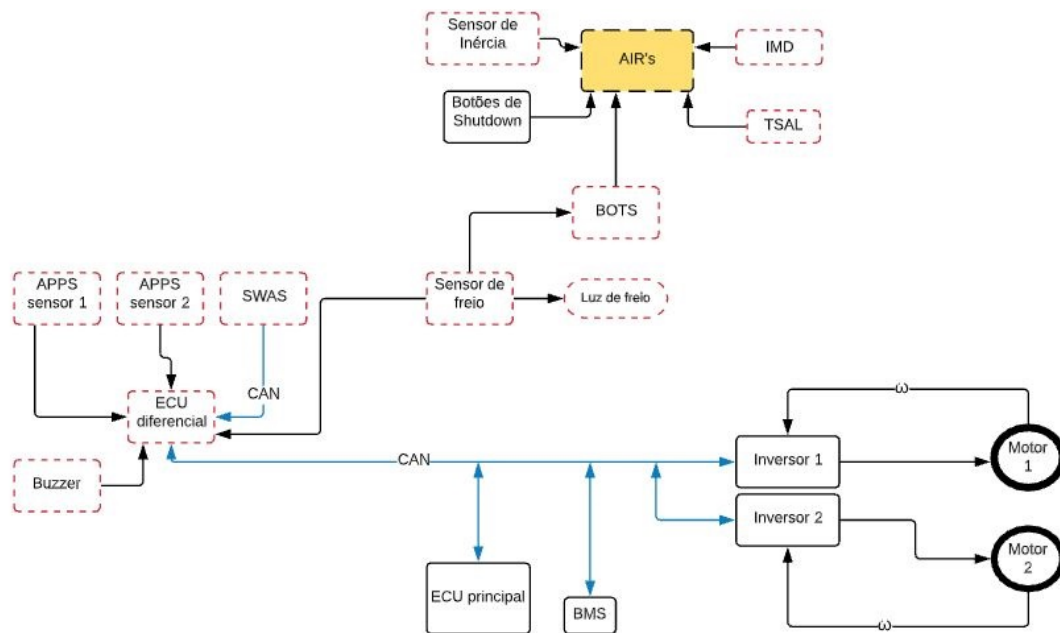 Sensor de
Inércia
AIR's
IMD
Botões de
Shutdown
TSAL
BOTS
APPS
sensor 1
APPS
sensor 2
SWAS
Sensor de
freio
Luz de freio
ECU
diferencial
CAN
ω
Buzzer
CAN
Inversor 1
Motor
1
Inversor 2
Motor
2
ECU principal
BMS
ω